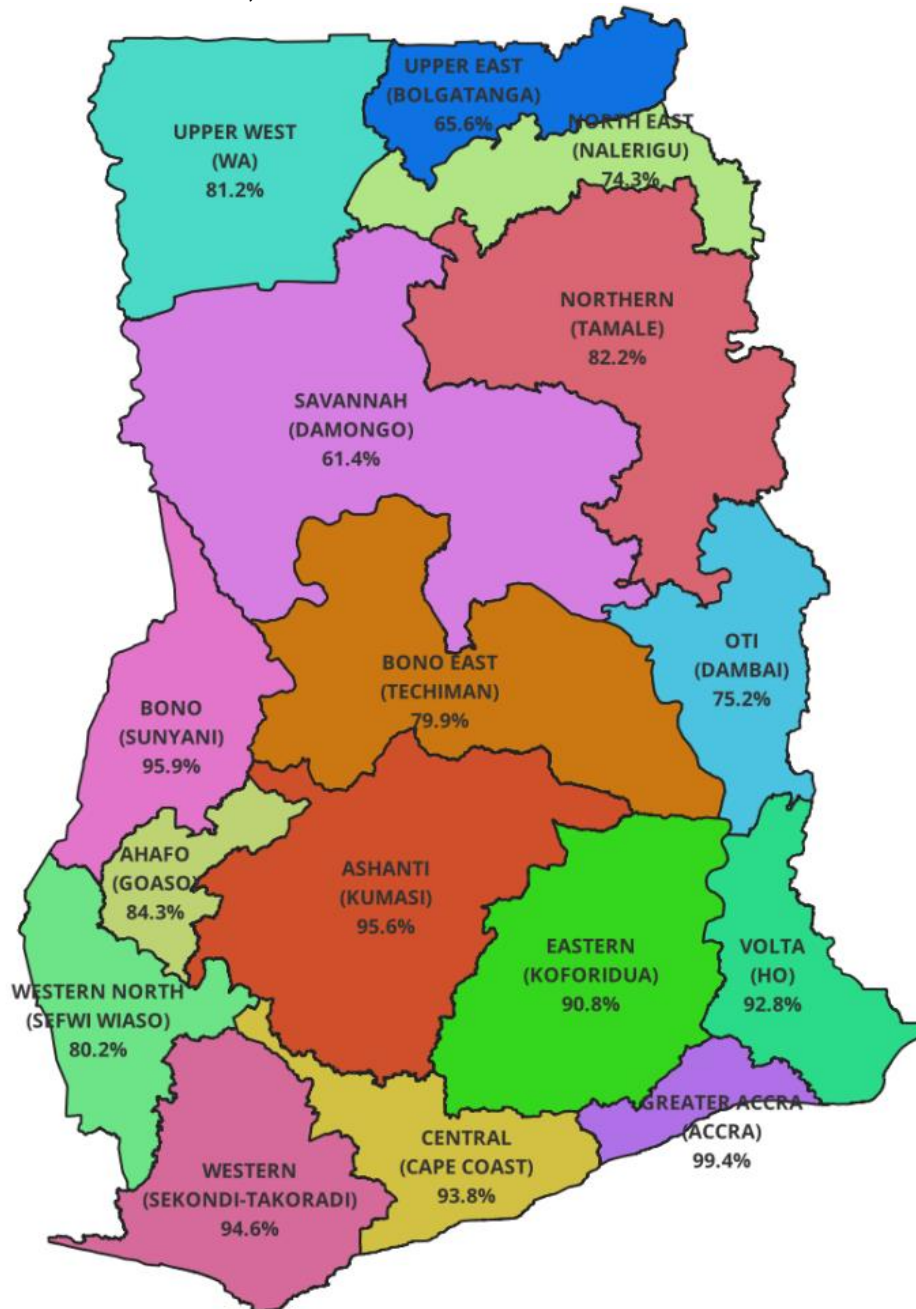 UPPER EAST
(BOLGATANGA)
65.6%
NORTH EAST
(NALERIGU)
74.3%
UPPER WEST
(WA)
81.2%
NORTHERN
(TAMALE)
82.2%
SAVANNAH
(DAMONGO)
61.4%
OTI
(DAMBAI)
75.2%
BONO EAST
(TECHIMAN)
79.9%
BONO
(SUNYANI)
95.9%
AHAFO
(GOASO)
84.3%
ASHANTI
(KUMASI)
95.6%
EASTERN
(KOFORIDUA)
90.8%
VOLTA
(HO)
92.8%
WESTERN NORTH
(SEFWI WIASO)
80.2%
GREATER ACCRA
(ACCRA)
99.4%
CENTRAL
(CAPE COAST)
93.8%
WESTERN
(SEKONDI-TAKORADI)
94.6%